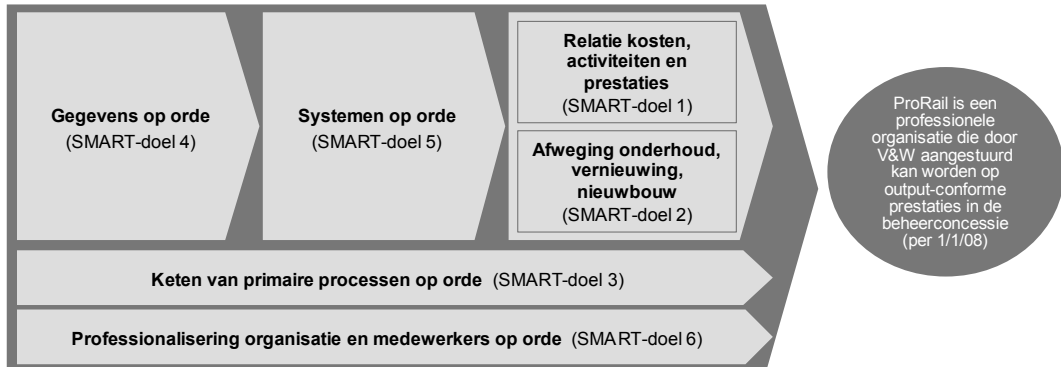 Gegevens op orde
(SMART-doel 4)
Systemen op orde
(SMART-doel 5)
Relatie kosten,
activiteiten en
prestaties
(SMART-doel 1)
Afweging onderhoud,
vernieuwing,
nieuwbouw
(SMART-doel 2)
Keten van primaire processen op orde (SMART-doel 3)
Professionalisering organisatie en medewerkers op orde (SMART-doel 6)
ProRail is een
professionele
organisatie die door
V&W aangestuurd
kan worden op
output-conforme
prestaties in de
beheerconcessie
(per 1/1/08)